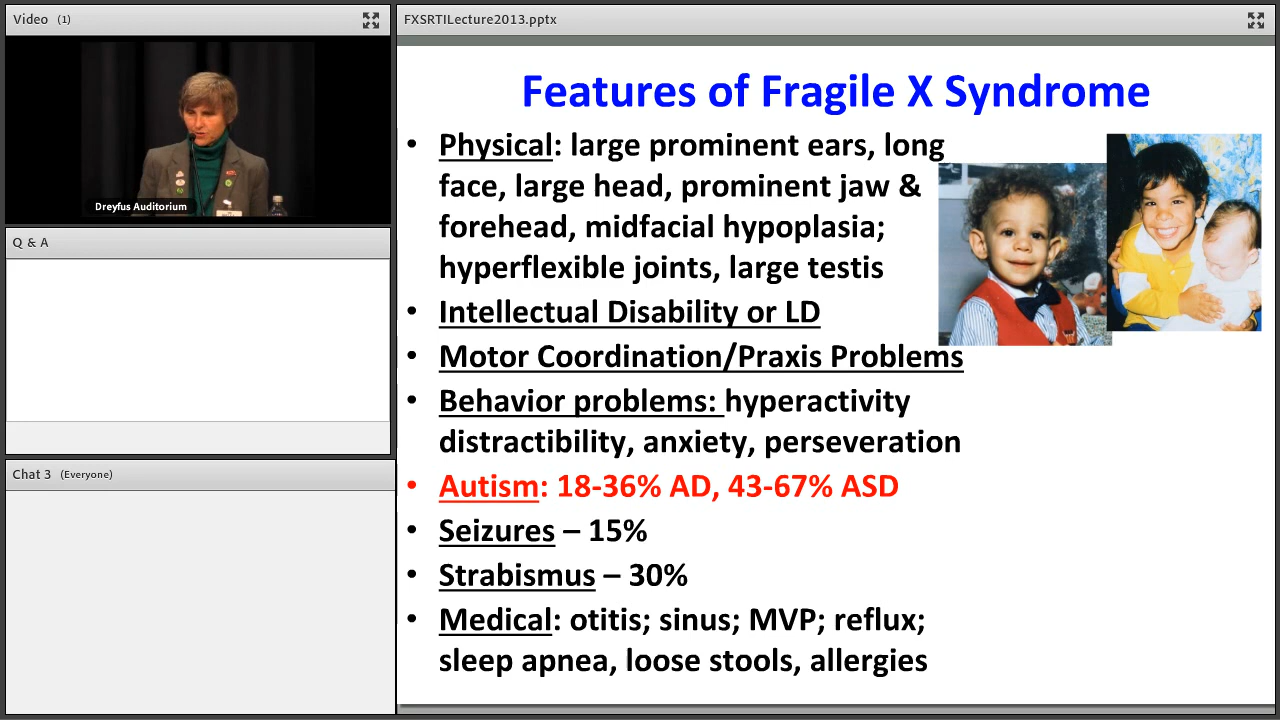 Video (1)
Dreyfus Auditorium
Q & A
Chat 3 (Everyone)
FXSRTILecture2013.pptx
Features of Fragile X Syndrome
• Physical: large prominent ears, long
face, large head, prominent jaw &
forehead, midfacial hypoplasia;
hyperflexible joints, large testis
• Intellectual Disability or LD
• Motor Coordination/Praxis Problems
• Behavior problems: hyperactivity
distractibility, anxiety, perseveration
• Autism: 18-36% AD, 43-67% ASD
• Seizures – 15%
• Strabismus – 30%
• Medical: otitis; sinus; MVP; reflux;
sleep apnea, loose stools, allergies